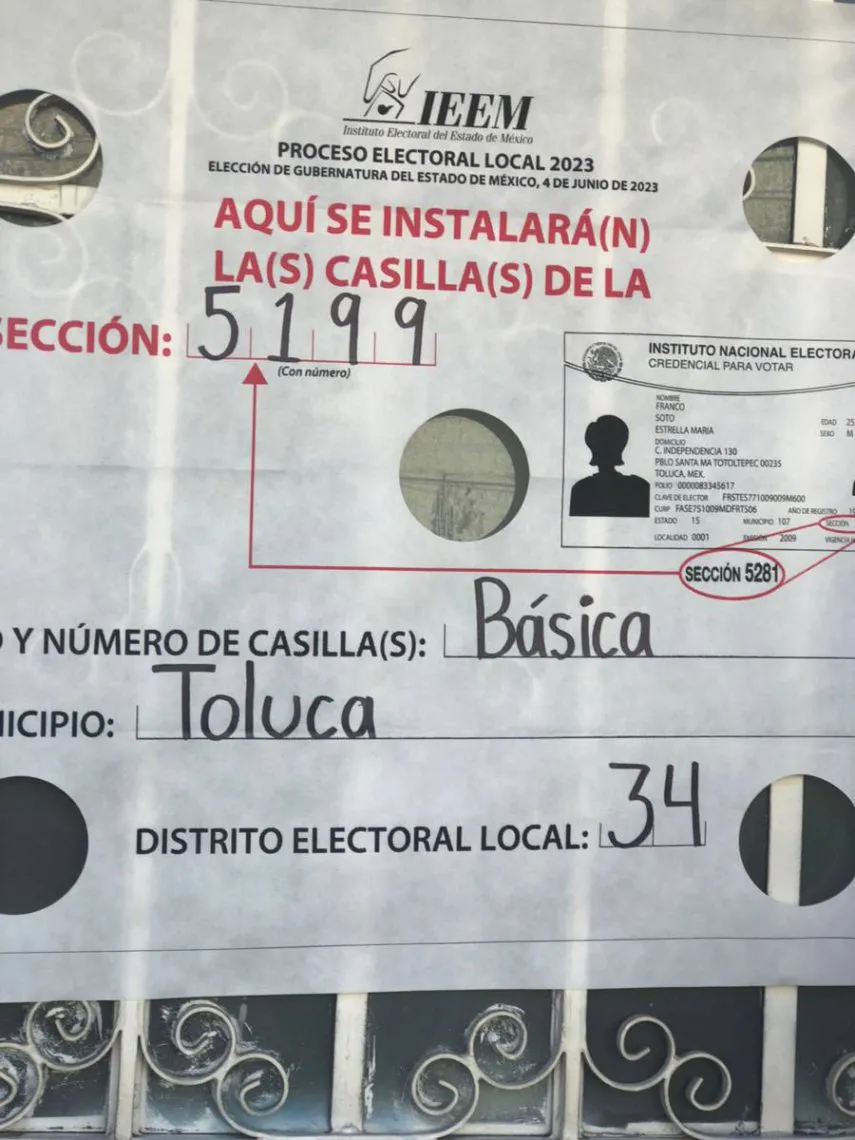 IEEM
Instituto Electoral del Estado de México
PROCESO ELECTORAL LOCAL 2023
ELECCIÓN DE GUBERNATURA DEL ESTADO DE MÉXICO, 4 DE JUNIO DE 2023
AQUÍ SE INSTALARÁ(N)
LA(S) CASILLA(S) DE LA
SECCIÓN: 5199
(Con número)
INSTITUTO NACIONAL ELECTORA
CREDENCIAL PARA VOTAR
NOMBRE
FRANCO
SOTO
ESTRELLA MARIA
EDAD 25
SEXO M
DOMICILIO
C. INDEPENDENCIA 130
PBLO SANTA MA TOTOLTEPEC 00235
TOLUCA, MEX.
FOLIO 0000083345617
CLAVE DE ELECTOR FRSTES771009009M600
CURP FASE751009MDFRTS06 AÑO DE REGISTRO
ESTADO 15 MUNICIPIO 107 SECCIÓN
LOCALIDAD 0001 EMISIÓN 2009 VIGENCIA
SECCIÓN 5281
Y NÚMERO DE CASILLA(S): Básica
NICIPIO: Toluca
DISTRITO ELECTORAL LOCAL: 34